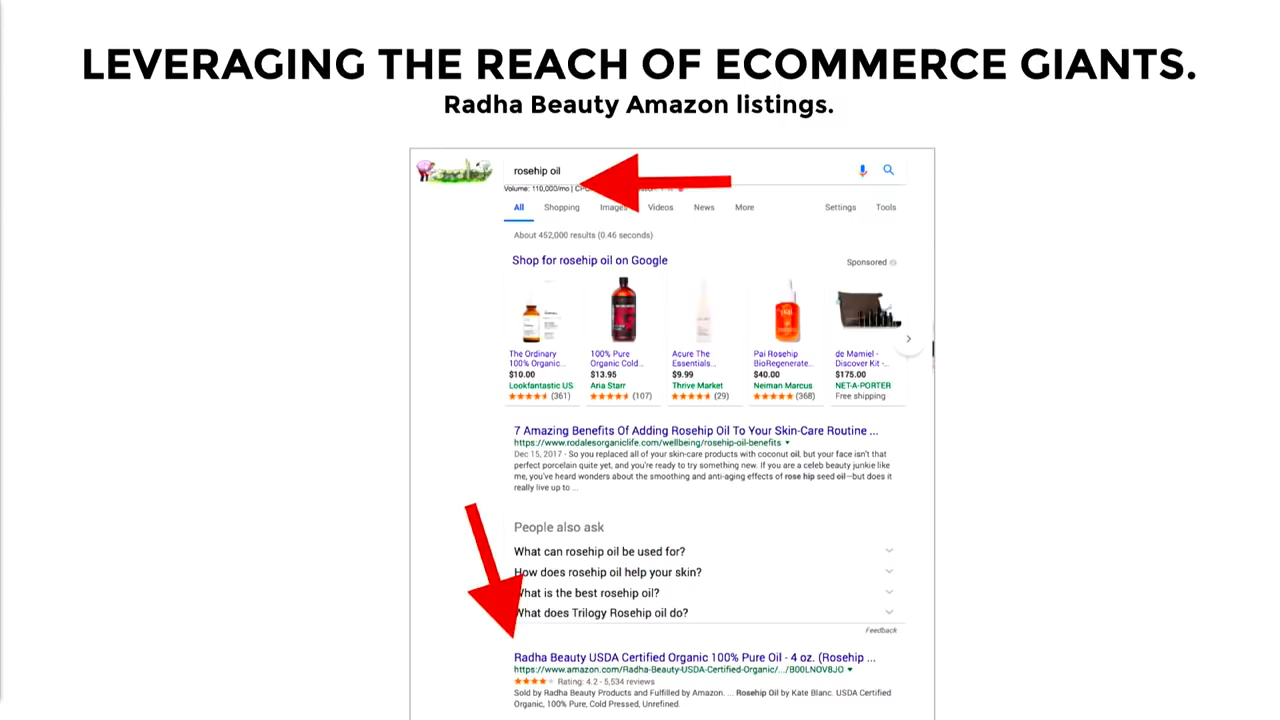 LEVERAGING THE REACH OF ECOMMERCE GIANTS.
Radha Beauty Amazon listings.
rosehip oil
Volume: 110,000/mo |
All Shopping Images Videos News More Settings Tools
About 452,000 results (0.46 seconds)
Shop for rosehip oil on Google Sponsored
The Ordinary 100% Pure Acure The Pai Rosehip de Mamiel -
100% Organic... Organic Cold... Essentials... BioRegenerate... Discover Kit -...
$10.00 $13.95 $9.99 $40.00 $175.00
Lookfantastic US Aria Starr Thrive Market Neiman Marcus NET-A-PORTER
(361) (107) (29) (368) Free shipping
7 Amazing Benefits Of Adding Rosehip Oil To Your Skin-Care Routine ...
https://www.rodalesorganiclife.com/wellbeing/rosehip-oil-benefits
Dec 15, 2017 - So you replaced all of your skin-care products with coconut oil, but your face isn't that
perfect porcelain quite yet, and you're ready to try something new. If you are a celeb beauty junkie like
me, you've heard wonders about the smoothing and anti-aging effects of rose hip seed oil—but does it
really live up to ...
People also ask
What can rosehip oil be used for?
How does rosehip oil help your skin?
What is the best rosehip oil?
What does Trilogy Rosehip oil do?
Feedback
Radha Beauty USDA Certified Organic 100% Pure Oil - 4 oz. (Rosehip ...
https://www.amazon.com/Radha-Beauty-USDA-Certified-Organic/.../B00LNOV8JO
Rating: 4.2 - 5,534 reviews
Sold by Radha Beauty Products and Fulfilled by Amazon. ... Rosehip Oil by Kate Blanc. USDA Certified
Organic, 100% Pure, Cold Pressed, Unrefined.